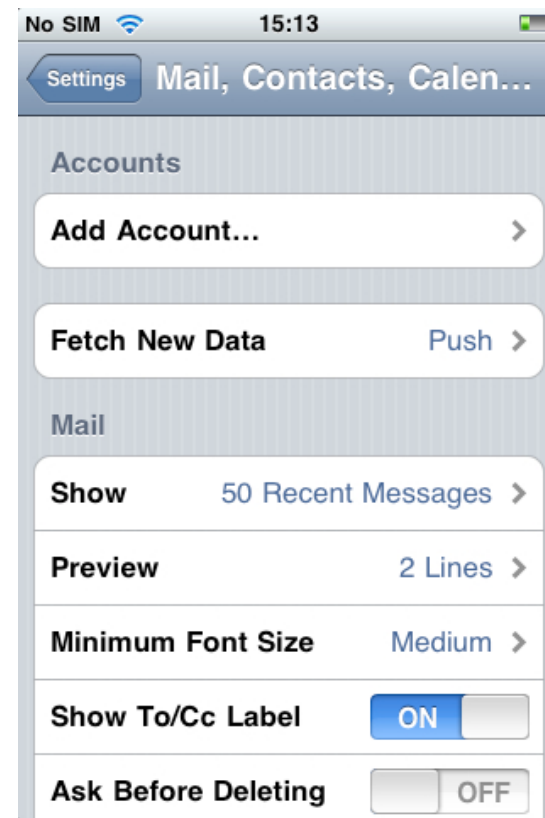 No SIM 15:13
Settings Mail, Contacts, Calen...
Accounts
Add Account...
Fetch New Data Push
Mail
Show 50 Recent Messages
Preview 2 Lines
Minimum Font Size Medium
Show To/Cc Label ON
Ask Before Deleting OFF